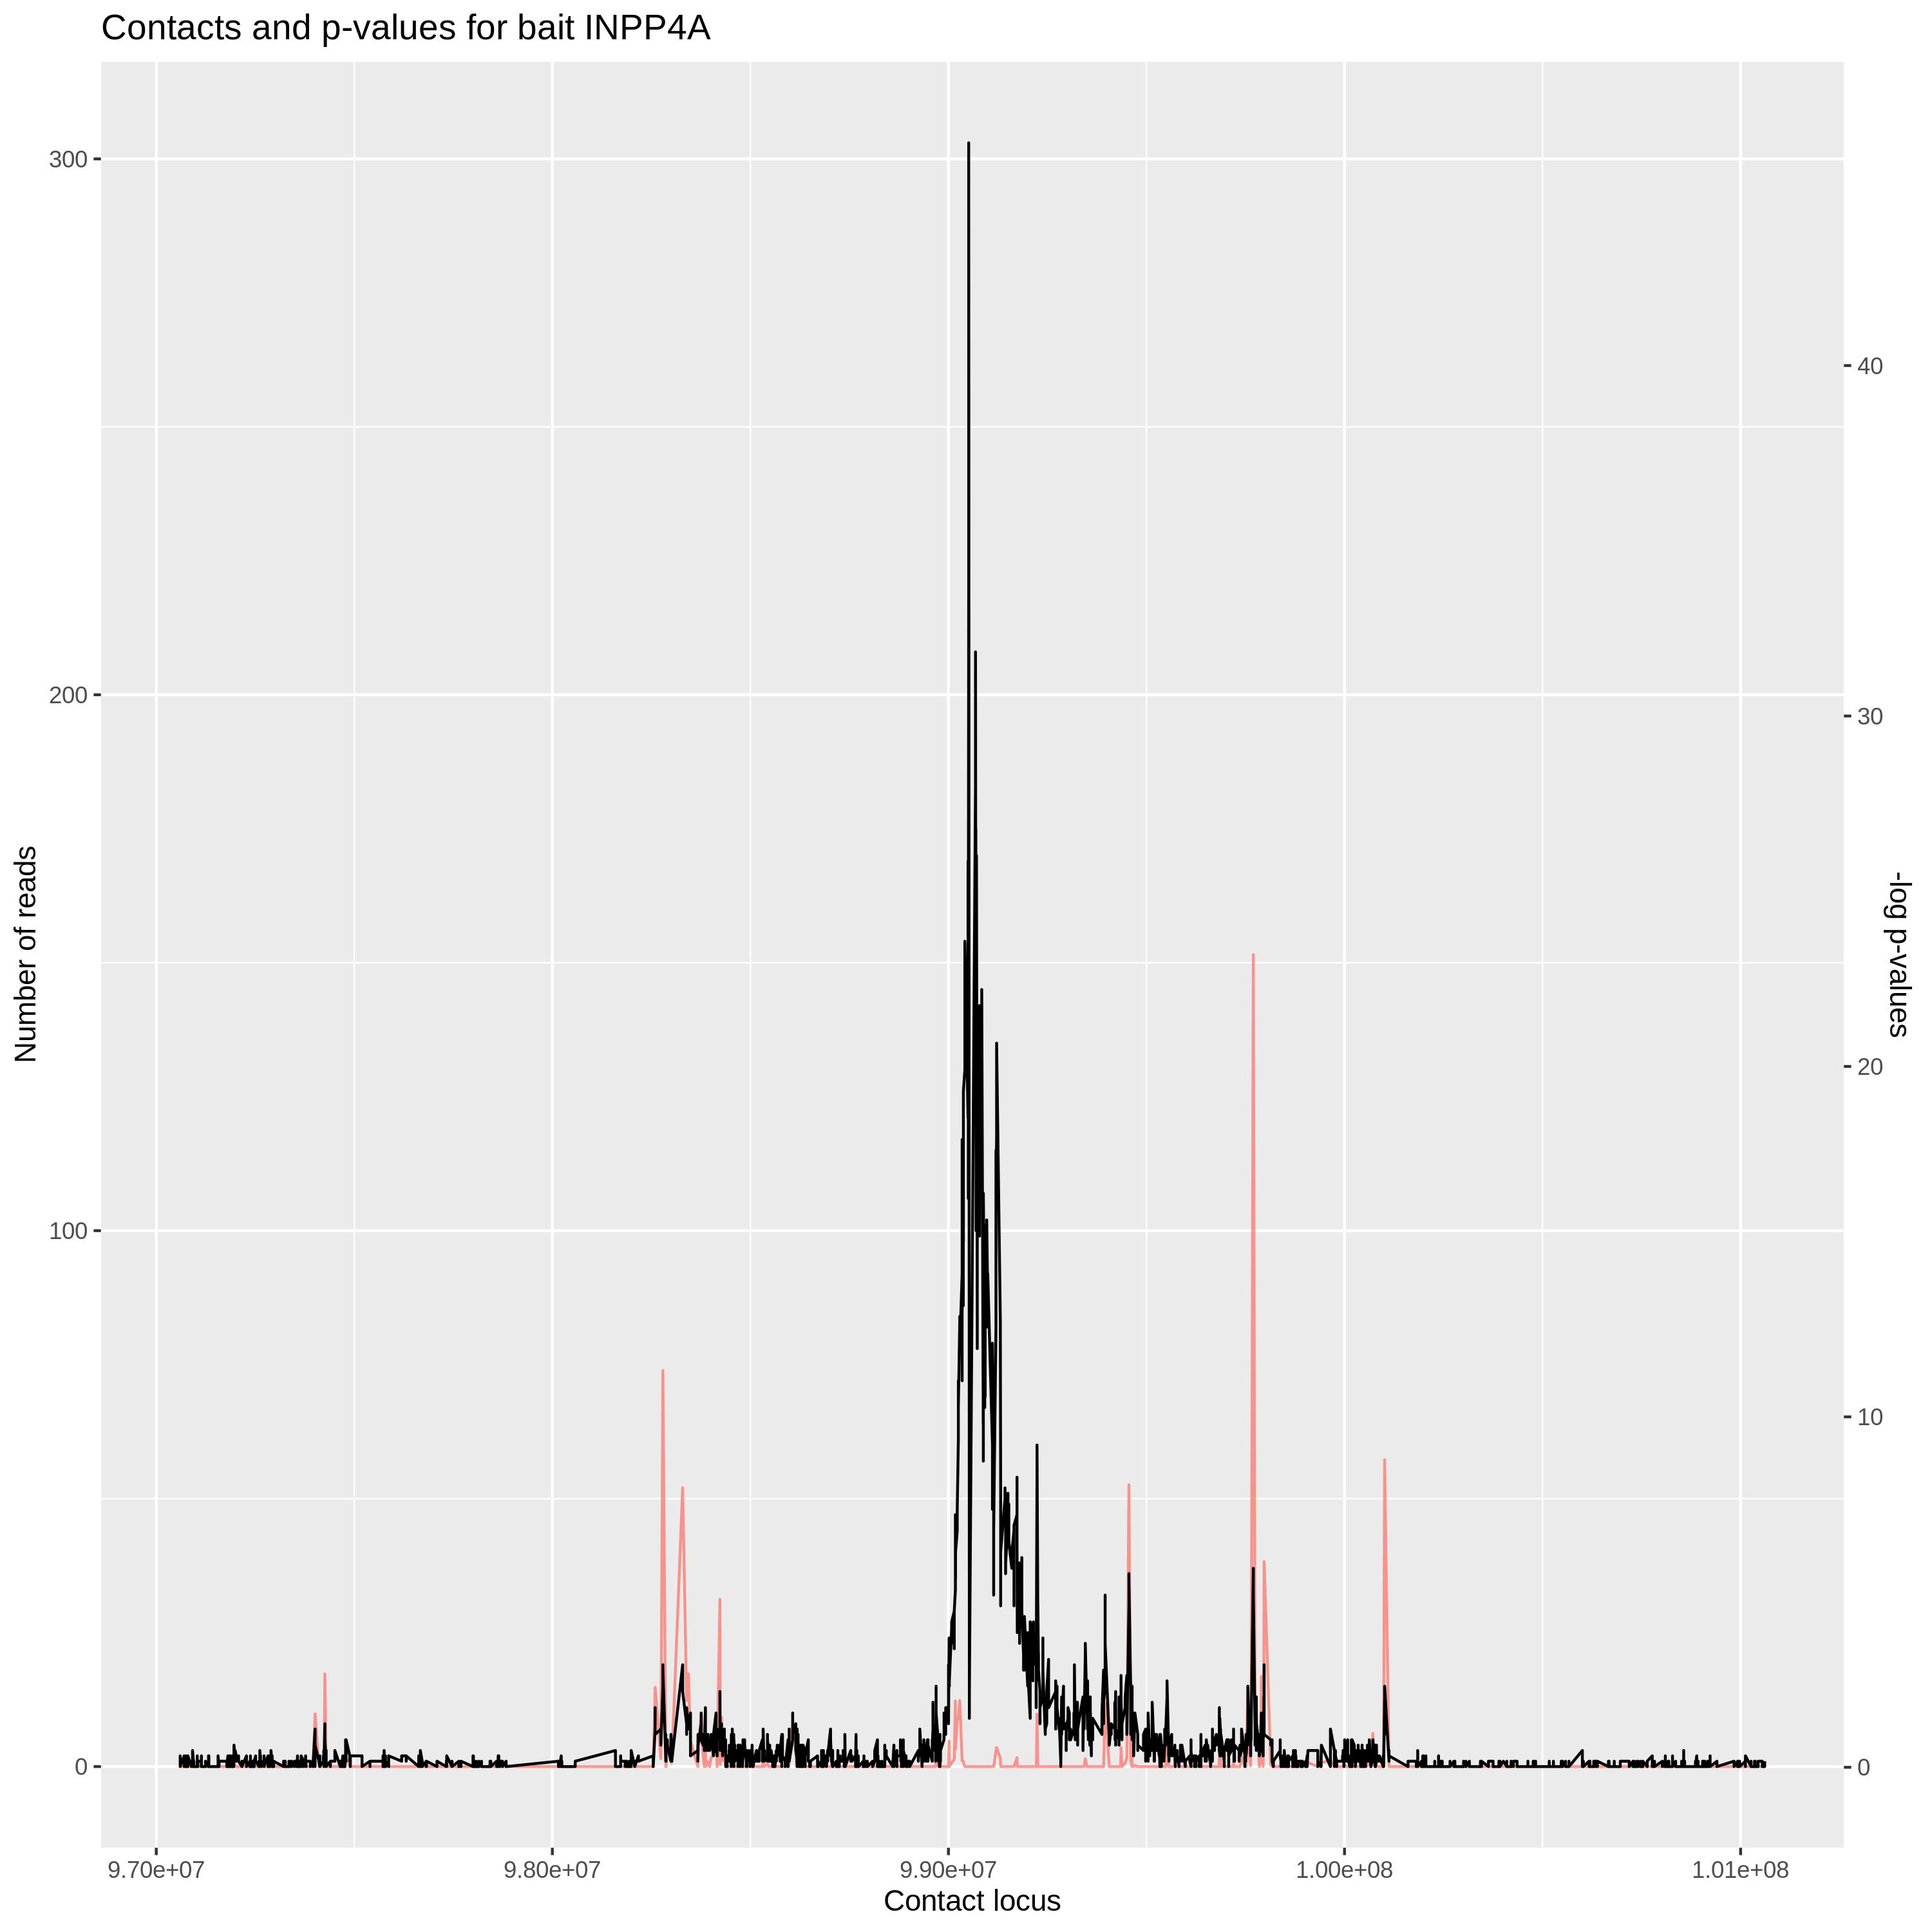 Contacts and p-values for bait INPP4A
300
200
100
0
Number of reads
40
30
20
10
0
-log p-values
9.70e+07
9.80e+07
9.90e+07
1.00e+08
1.01e+08
Contact locus